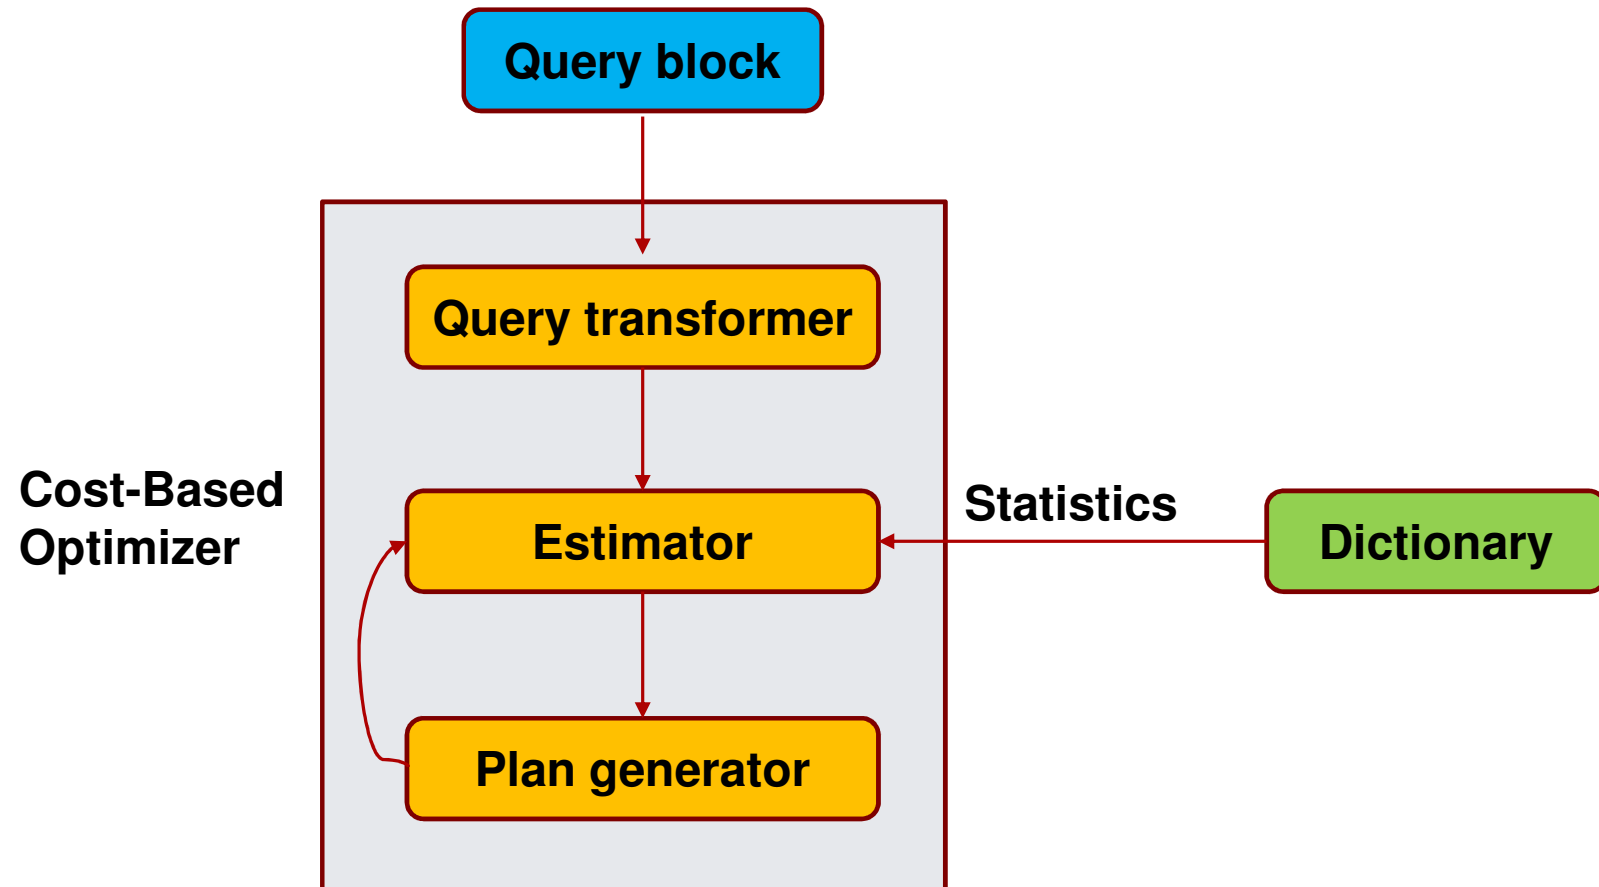 Query block
Query transformer
Cost-Based
Optimizer
Estimator
Statistics
Dictionary
Plan generator